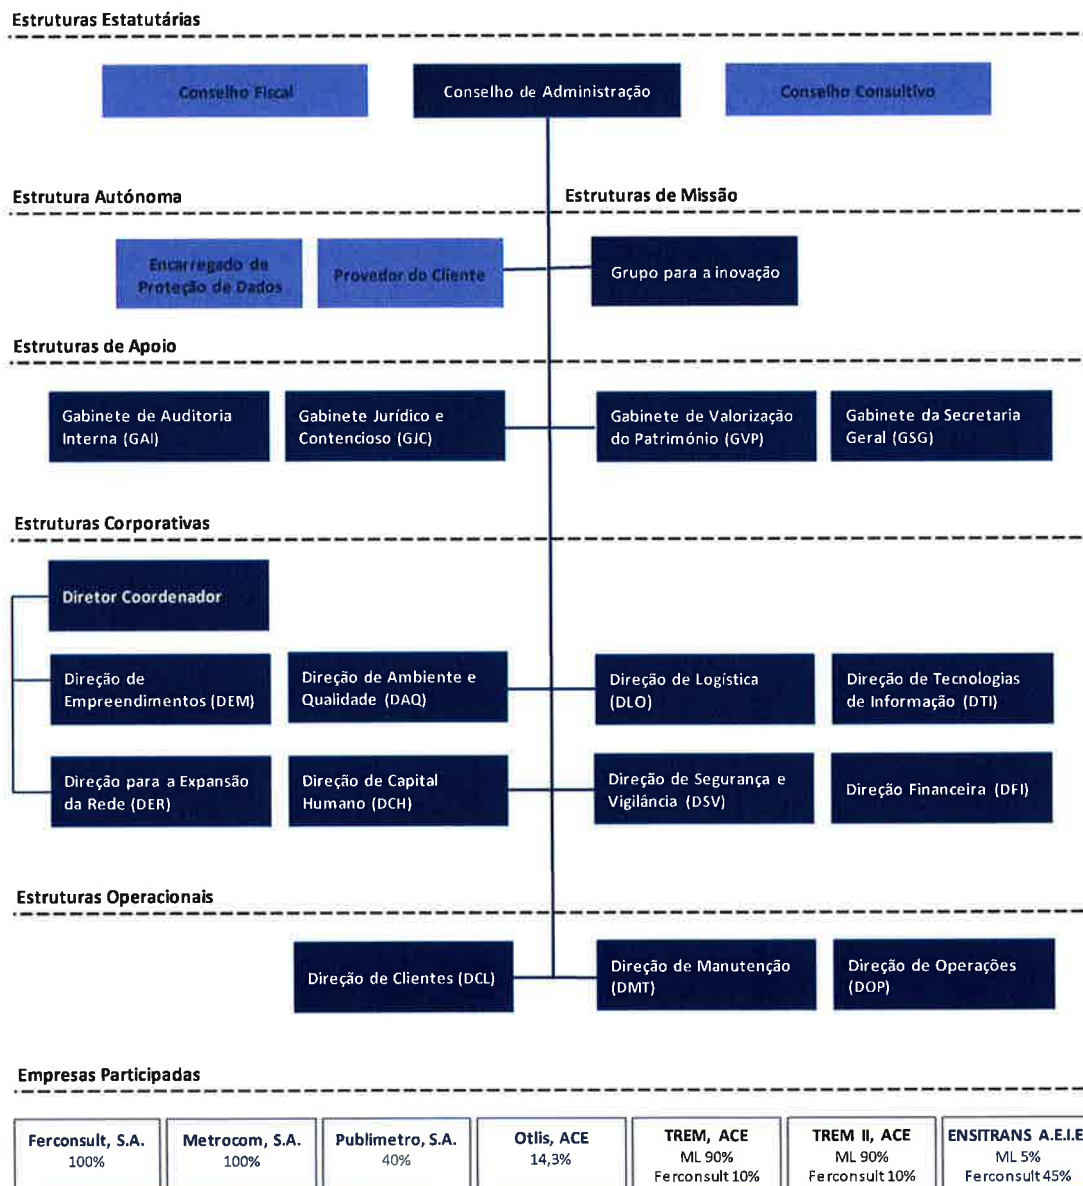 Estruturas Estatutárias
Conselho Fiscal
Conselho de Administração
Conselho Consultivo
Estrutura Autónoma
Estruturas de Missão
Encarregado de
Proteção de Dados
Provedor do Cliente
Grupo para a inovação
Estruturas de Apoio
Gabinete de Auditoria
Interna (GAI)
Gabinete Jurídico e
Contencioso (GJC)
Gabinete de Valorização
do Património (GVP)
Gabinete da Secretaria
Geral (GSG)
Estruturas Corporativas
Diretor Coordenador
Direção de
Empreendimentos (DEM)
Direção de Ambiente e
Qualidade (DAQ)
Direção de Logística
(DLO)
Direção de Tecnologias
de Informação (DTI)
Direção para a Expansão
da Rede (DER)
Direção de Capital
Humano (DCH)
Direção de Segurança e
Vigilância (DSV)
Direção Financeira (DFI)
Estruturas Operacionais
Direção de Clientes (DCL)
Direção de Manutenção
(DMT)
Direção de Operações
(DOP)
Empresas Participadas
Ferconsult, S.A.
100%
Metrocom, S.A.
100%
Publimetro, S.A.
40%
Otlis, ACE
14,3%
TREM, ACE
ML 90%
Ferconsult 10%
TREM II, ACE
ML 90%
Ferconsult 10%
ENSITRANS A.E.I.E
ML 5%
Ferconsult 45%